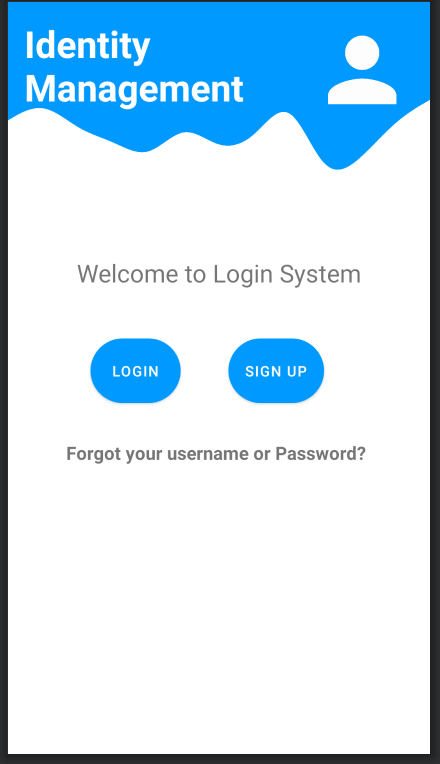 Identity
Management
Welcome to Login System
LOGIN
SIGN UP
Forgot your username or Password?